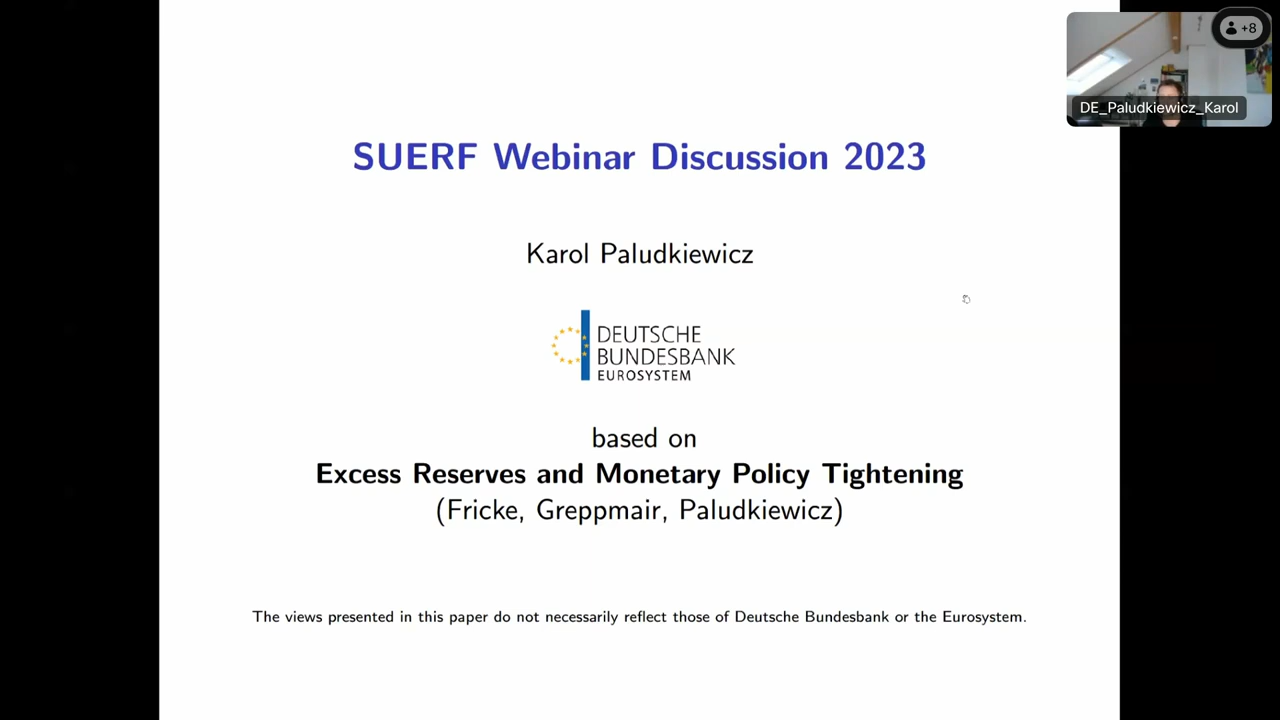 +8
DE_Paludkiewicz_Karol
SUERF Webinar Discussion 2023
Karol Paludkiewicz
DEUTSCHE
BUNDESBANK
EUROSYSTEM
based on
Excess Reserves and Monetary Policy Tightening
(Fricke, Greppmair, Paludkiewicz)
The views presented in this paper do not necessarily reflect those of Deutsche Bundesbank or the Eurosystem.